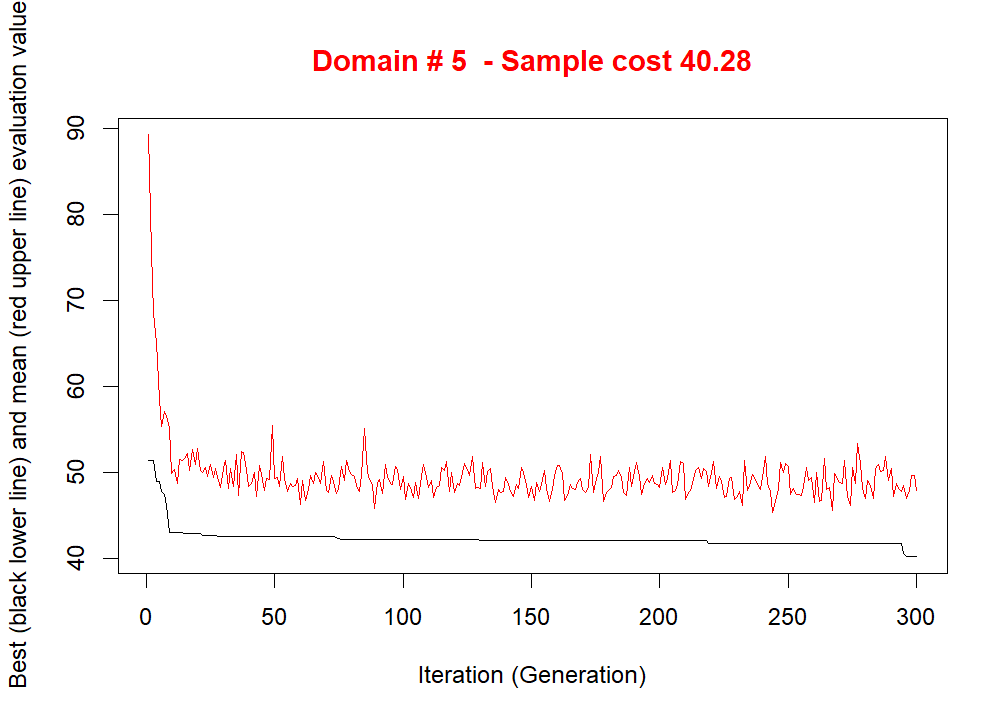 Domain # 5  - Sample cost 40.28
Best (black lower line) and mean (red upper line) evaluation value
90
80
70
60
50
40
0 50 100 150 200 250 300
Iteration (Generation)